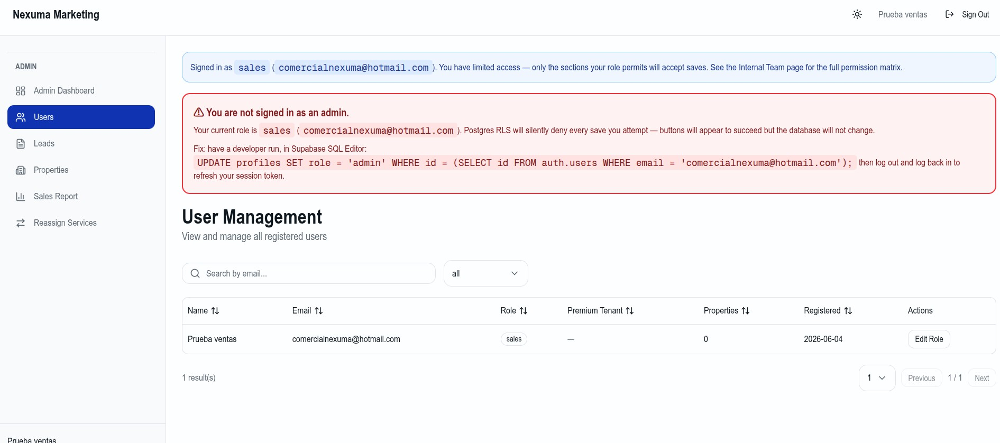 Nexuma Marketing
Prueba ventas
Sign Out
ADMIN
Admin Dashboard
Users
Leads
Properties
Sales Report
Reassign Services
Prueba ventas
Signed in as sales (comercialnexuma@hotmail.com). You have limited access — only the sections your role permits will accept saves. See the Internal Team page for the full permission matrix.
You are not signed in as an admin.
Your current role is sales (comercialnexuma@hotmail.com). Postgres RLS will silently deny every save you attempt — buttons will appear to succeed but the database will not change.
Fix: have a developer run, in Supabase SQL Editor:
UPDATE profiles SET role = 'admin' WHERE id = (SELECT id FROM auth.users WHERE email = 'comercialnexuma@hotmail.com'); then log out and log back in to
refresh your session token.
User Management
View and manage all registered users
Search by email...
all
Name Email Role Premium Tenant Properties Registered Actions
Prueba ventas comercialnexuma@hotmail.com sales — 0 2026-06-04 Edit Role
1 result(s)
1 Previous 1 / 1 Next